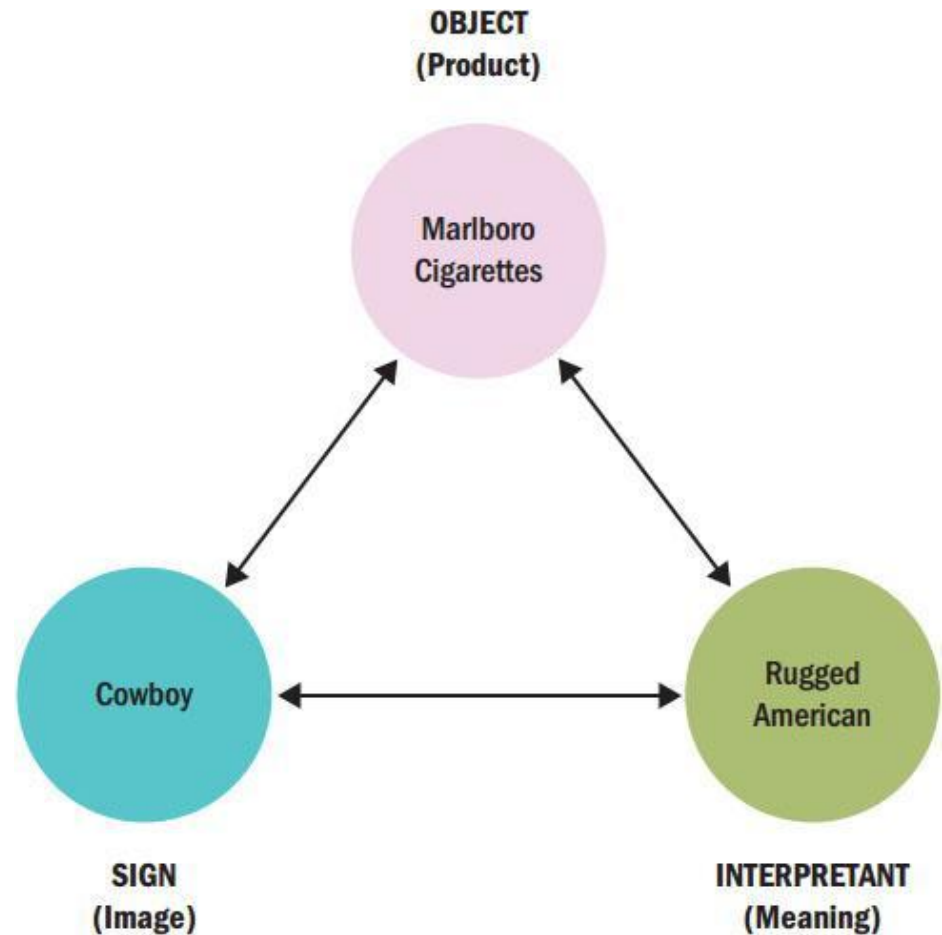 OBJECT
(Product)
Marlboro
Cigarettes
Cowboy
Rugged
American
SIGN
(Image)
INTERPRETANT
(Meaning)